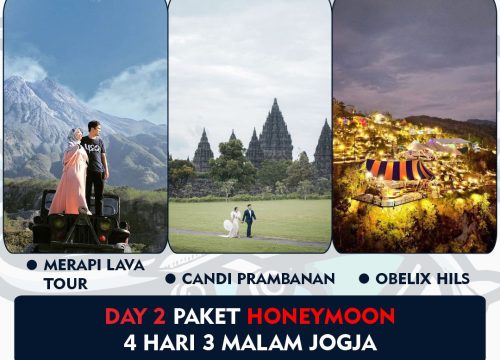 MERAPI LAVA
TOUR
CANDI PRAMBANAN
OBELIX HILS
DAY 2 PAKET HONEYMOON
4 HARI 3 MALAM JOGJA